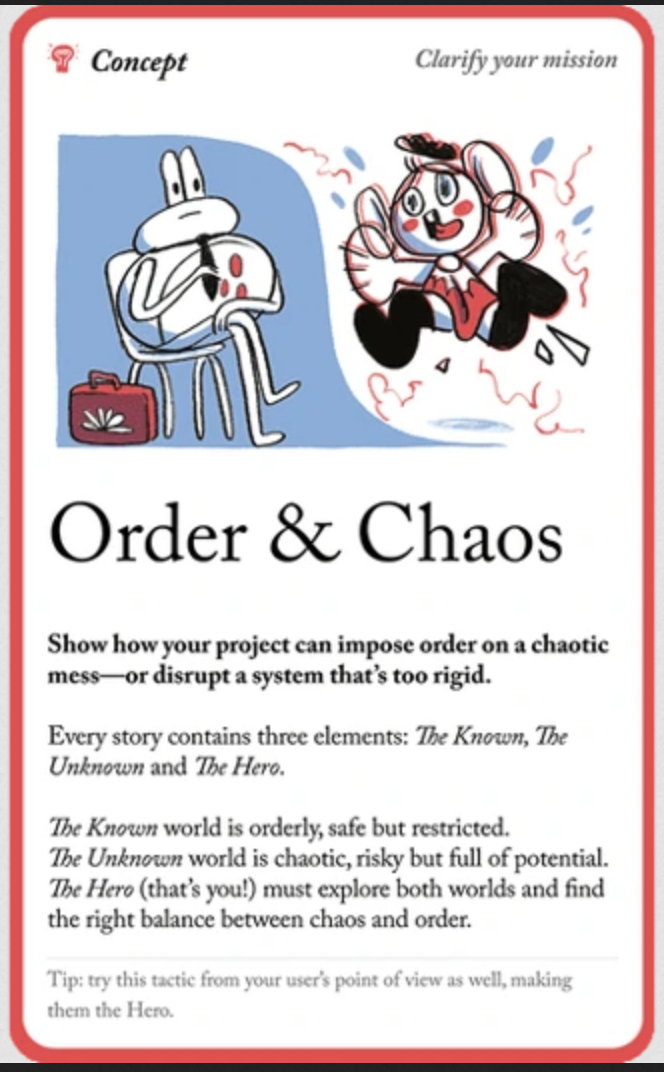 Concept
Clarify your mission
Order & Chaos
Show how your project can impose order on a chaotic
mess—or disrupt a system that's too rigid.
Every story contains three elements: The Known, The
Unknown and The Hero.
The Known world is orderly, safe but restricted.
The Unknown world is chaotic, risky but full of potential.
The Hero (that's you!) must explore both worlds and find
the right balance between chaos and order.
Tip: try this tactic from your user's point of view as well, making
them the Hero.